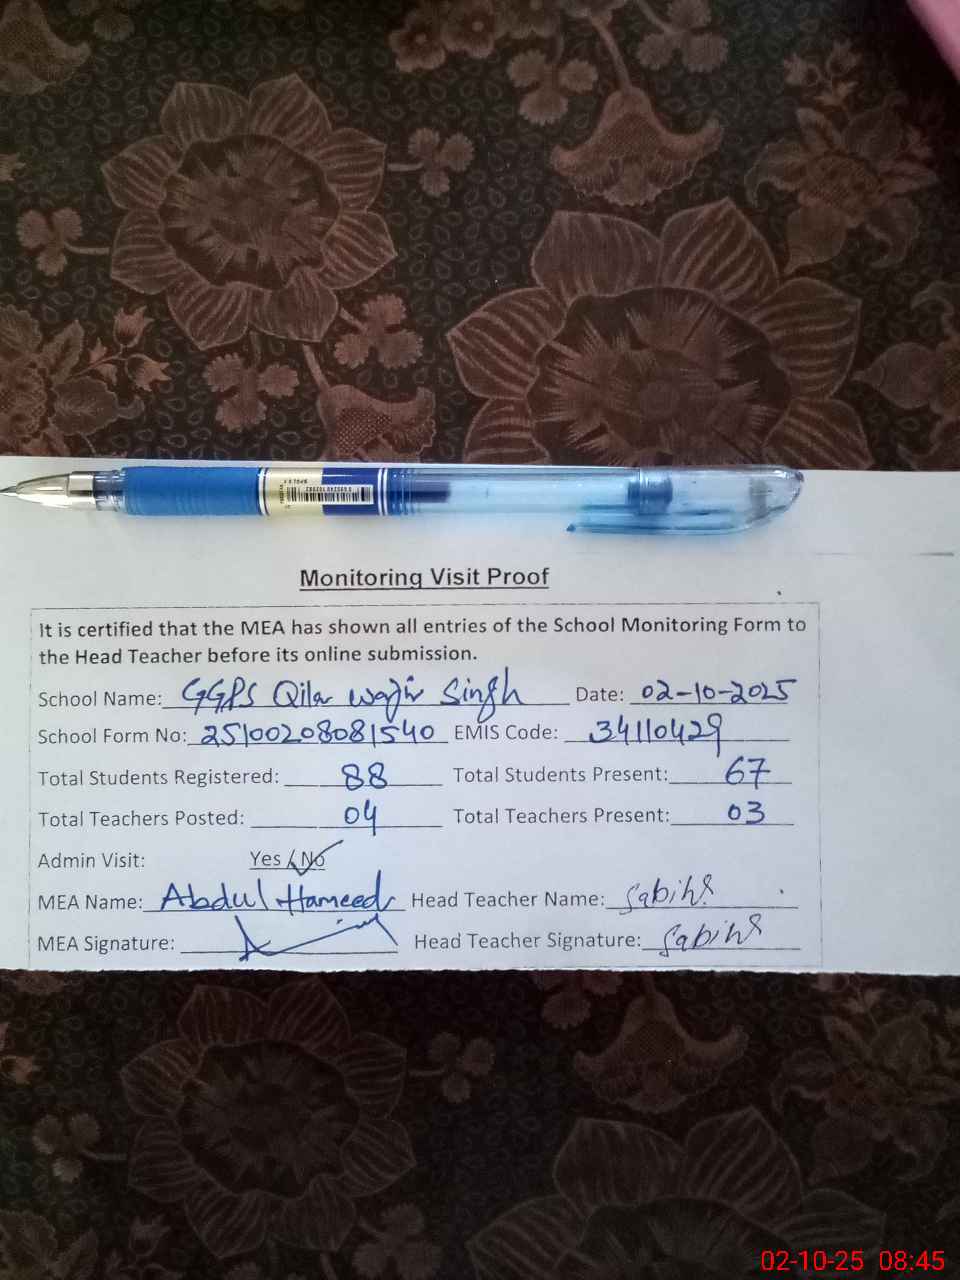 Monitoring Visit Proof
It is certified that the MEA has shown all entries of the School Monitoring Form to
the Head Teacher before its online submission.
School Name: GGPS Qila Wazir Singh Date: 02-10-2025
School Form No: 25100208081540 EMIS Code: 34110429
Total Students Registered: 88 Total Students Present: 67
Total Teachers Posted: 04 Total Teachers Present: 03
Admin Visit: Yes / No
MEA Name: Abdul Hameed Head Teacher Name: Sabiha
MEA Signature: Head Teacher Signature: Sabiha
02-10-25 08:45